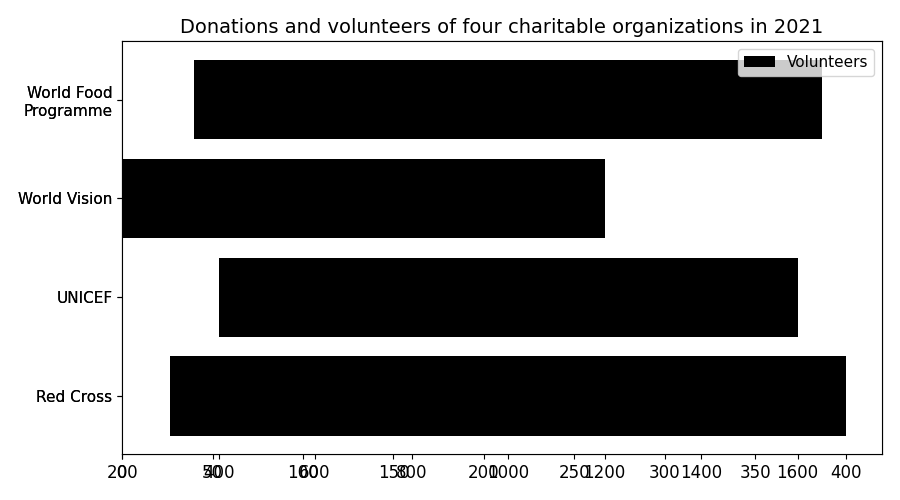 Donations and volunteers of four charitable organizations in 2021
Volunteers
World Food
Programme
World Vision
UNICEF
Red Cross
0 50 100 150 200 250 300 350 400
200 400 600 800 1000 1200 1400 1600